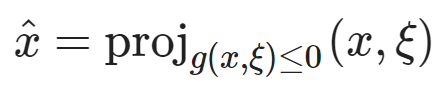 x̂ = proj_{g(x,ξ)≤0}(x, ξ)